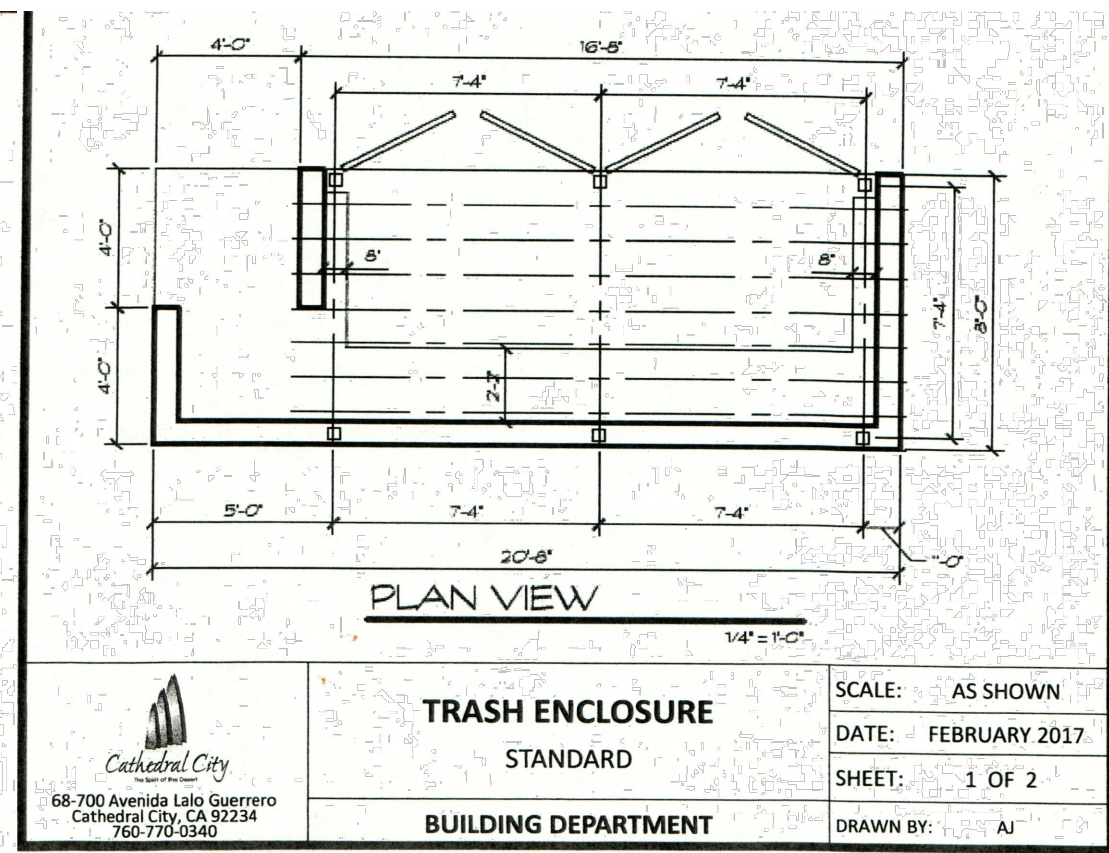 4'-0"
16'-8"
7'-4"
7'-4"
4'-0"
8'
8"
7'-4"
8'-0"
4'-0"
5'-0"
7'-4"
7'-4"
20'-8"
PLAN VIEW
1/4" = 1'-0"
Cathedral City
The Spirit of the Desert
68-700 Avenida Lalo Guerrero
Cathedral City, CA 92234
760-770-0340
TRASH ENCLOSURE
STANDARD
BUILDING DEPARTMENT
SCALE: AS SHOWN
DATE: FEBRUARY 2017
SHEET: 1 OF 2
DRAWN BY: AJ